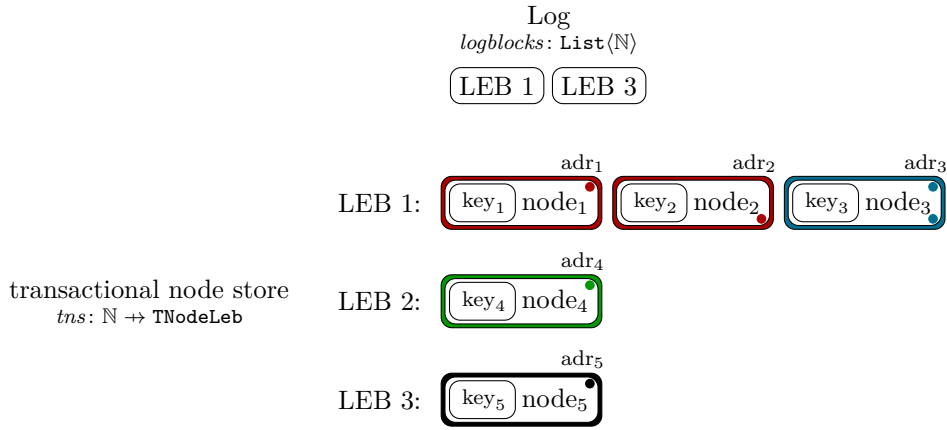 Log
logblocks: List⟨ℕ⟩
LEB 1 LEB 3
adr₁ adr₂ adr₃
LEB 1: key₁ node₁ key₂ node₂ key₃ node₃
adr₄
transactional node store
tns: ℕ ⇸ TNodeLeb
LEB 2: key₄ node₄
adr₅
LEB 3: key₅ node₅